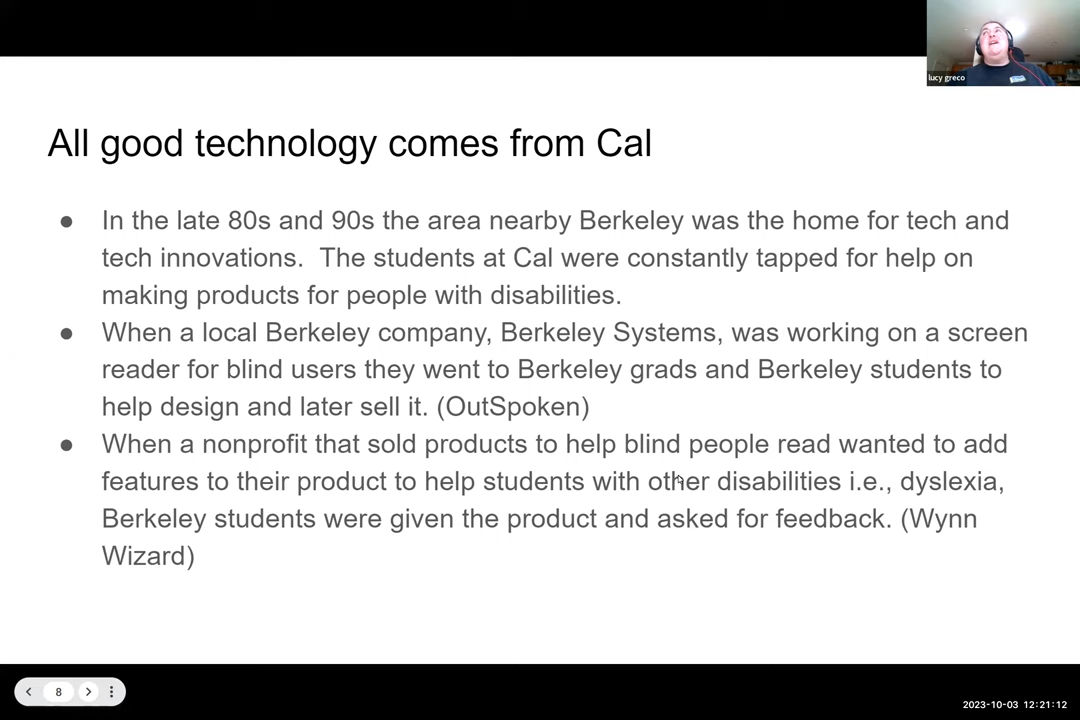 lucy greco
All good technology comes from Cal
● In the late 80s and 90s the area nearby Berkeley was the home for tech and
tech innovations.  The students at Cal were constantly tapped for help on
making products for people with disabilities.
● When a local Berkeley company, Berkeley Systems, was working on a screen
reader for blind users they went to Berkeley grads and Berkeley students to
help design and later sell it. (OutSpoken)
● When a nonprofit that sold products to help blind people read wanted to add
features to their product to help students with other disabilities i.e., dyslexia,
Berkeley students were given the product and asked for feedback. (Wynn
Wizard)
8
2023-10-03 12:21:12